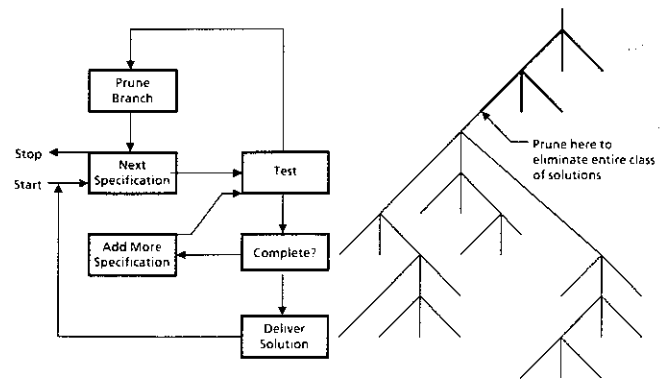 Prune
Branch
Stop
Start
Next
Specification
Test
Prune here to
eliminate entire class
of solutions
Add More
Specification
Complete?
Deliver
Solution